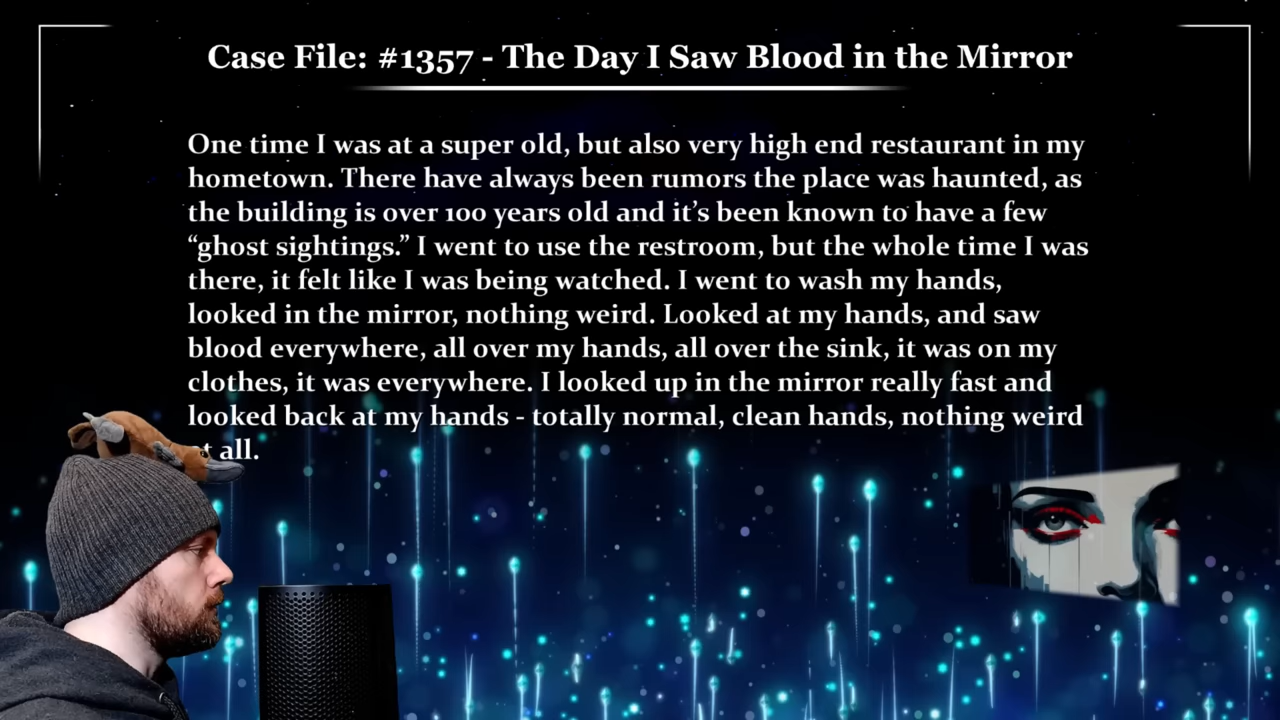 Case File: #1357 - The Day I Saw Blood in the Mirror
One time I was at a super old, but also very high end restaurant in my
hometown. There have always been rumors the place was haunted, as
the building is over 100 years old and it’s been known to have a few
“ghost sightings.” I went to use the restroom, but the whole time I was
there, it felt like I was being watched. I went to wash my hands,
looked in the mirror, nothing weird. Looked at my hands, and saw
blood everywhere, all over my hands, all over the sink, it was on my
clothes, it was everywhere. I looked up in the mirror really fast and
looked back at my hands - totally normal, clean hands, nothing weird
at all.